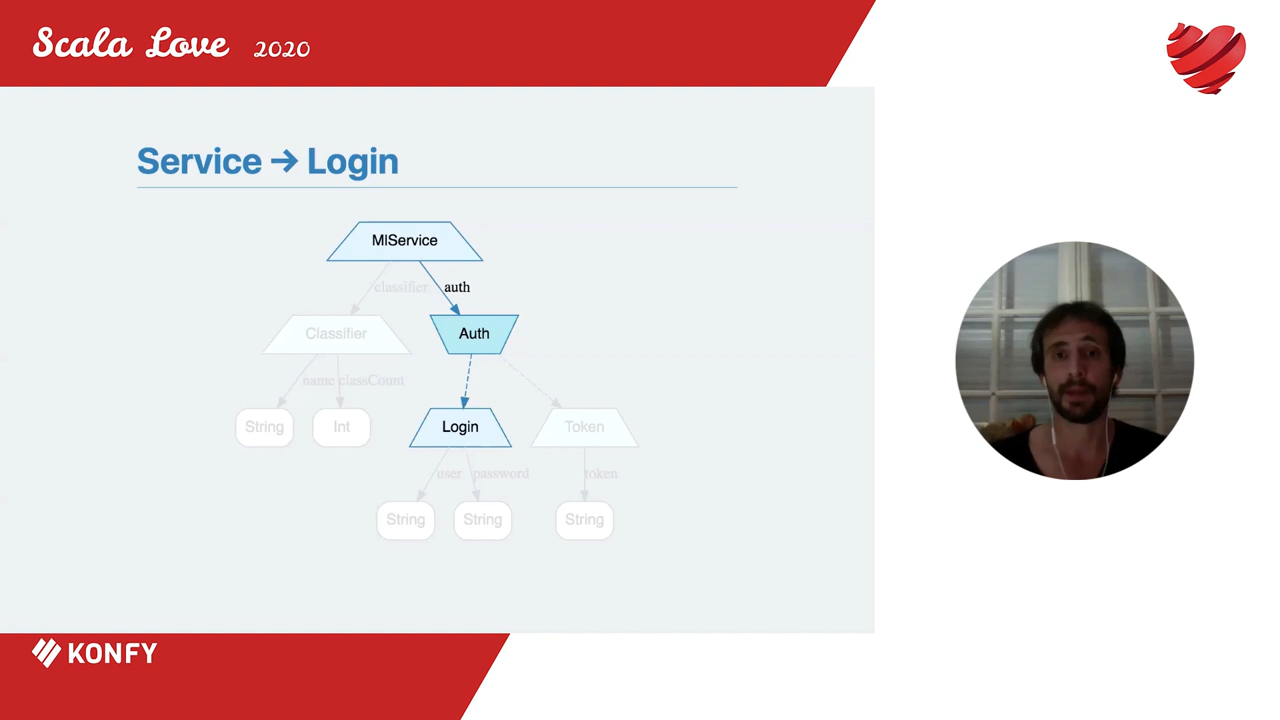 Scala Love 2020
Service → Login
MlService
classifier auth
Classifier Auth
name classCount
String Int Login Token
user password token
String String String
KONFY